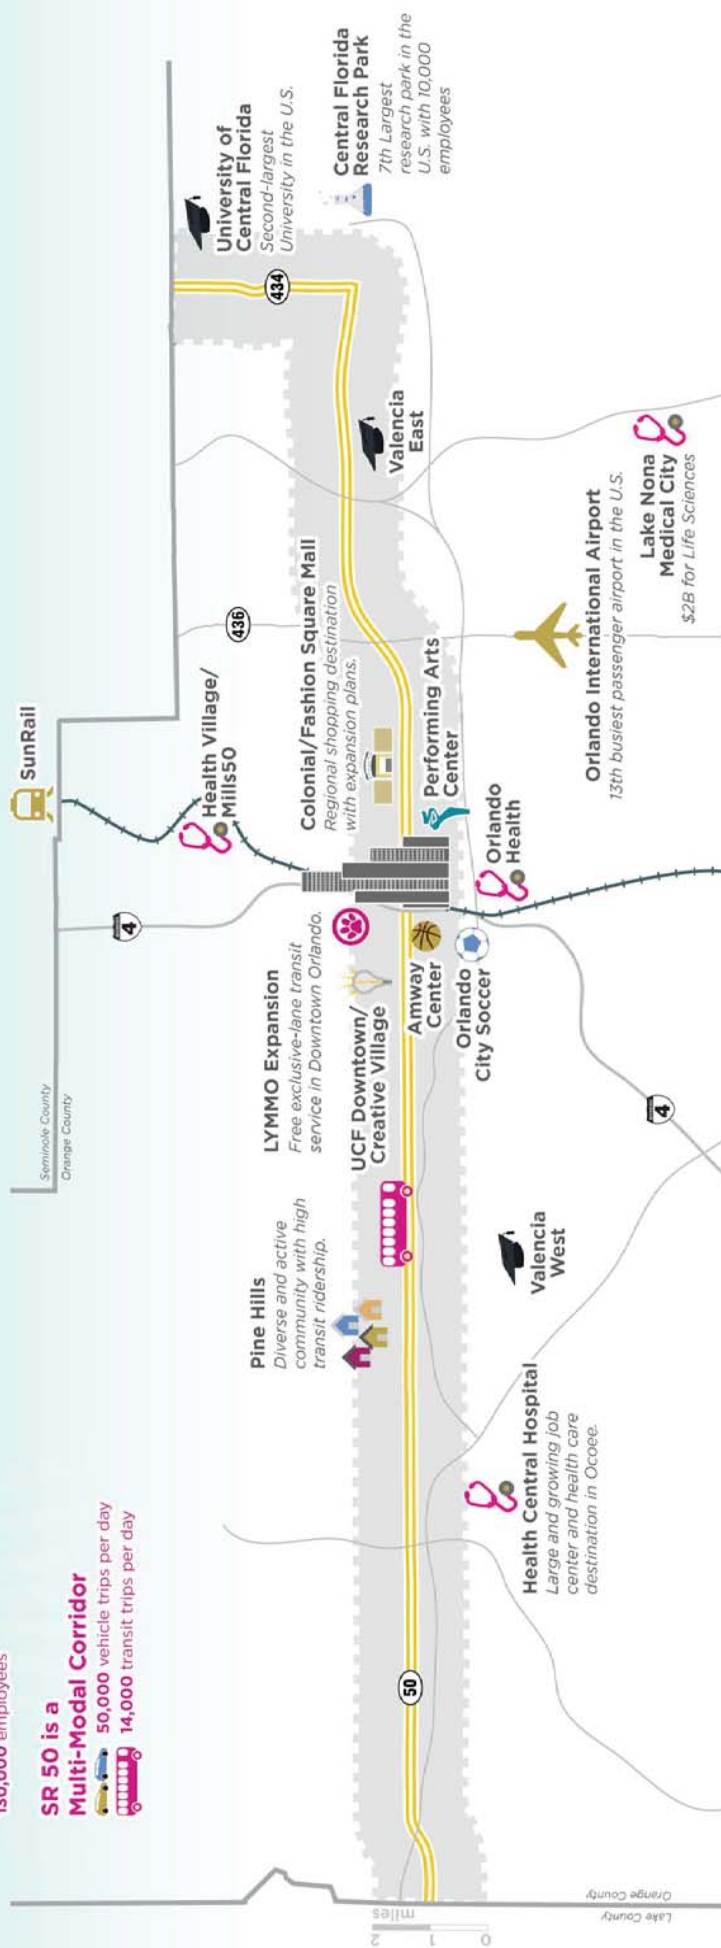 130,000 employees
SR 50 is a
Multi-Modal Corridor
50,000 vehicle trips per day
14,000 transit trips per day
Seminole County
Orange County
SunRail
4
Health Village/
Mills50
436
University of
Central Florida
Second-largest
University in the U.S.
434
Central Florida
Research Park
7th Largest
research park in the
U.S. with 10,000
employees
Pine Hills
Diverse and active
community with high
transit ridership.
LYMMO Expansion
Free exclusive-lane transit
service in Downtown Orlando.
UCF Downtown/
Creative Village
Colonial/Fashion Square Mall
Regional shopping destination
with expansion plans.
Valencia
East
50
Amway
Center
Orlando
City Soccer
Performing Arts
Center
Orlando
Health
Health Central Hospital
Large and growing job
center and health care
destination in Ocoee.
Valencia
West
4
Orlando International Airport
13th busiest passenger airport in the U.S.
Lake Nona
Medical City
$2B for Life Sciences
Lake County
Orange County
0
1
2
miles